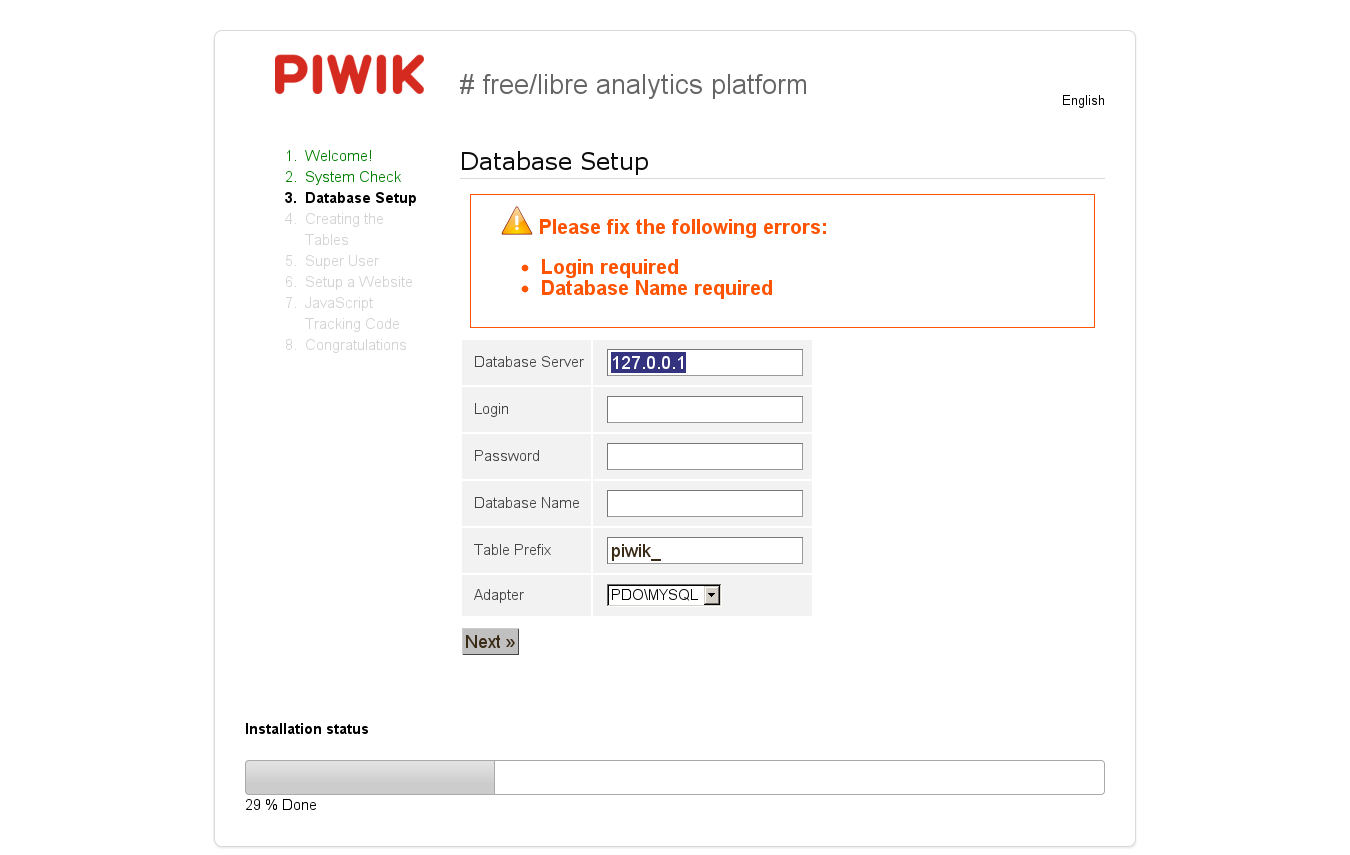 PIWIK
# free/libre analytics platform
English
1. Welcome!
2. System Check
3. Database Setup
4. Creating the
Tables
5. Super User
6. Setup a Website
7. JavaScript
Tracking Code
8. Congratulations
Database Setup
Please fix the following errors:
• Login required
• Database Name required
Database Server 127.0.0.1
Login
Password
Database Name
Table Prefix piwik_
Adapter PDO\MYSQL
Next »
Installation status
29 % Done